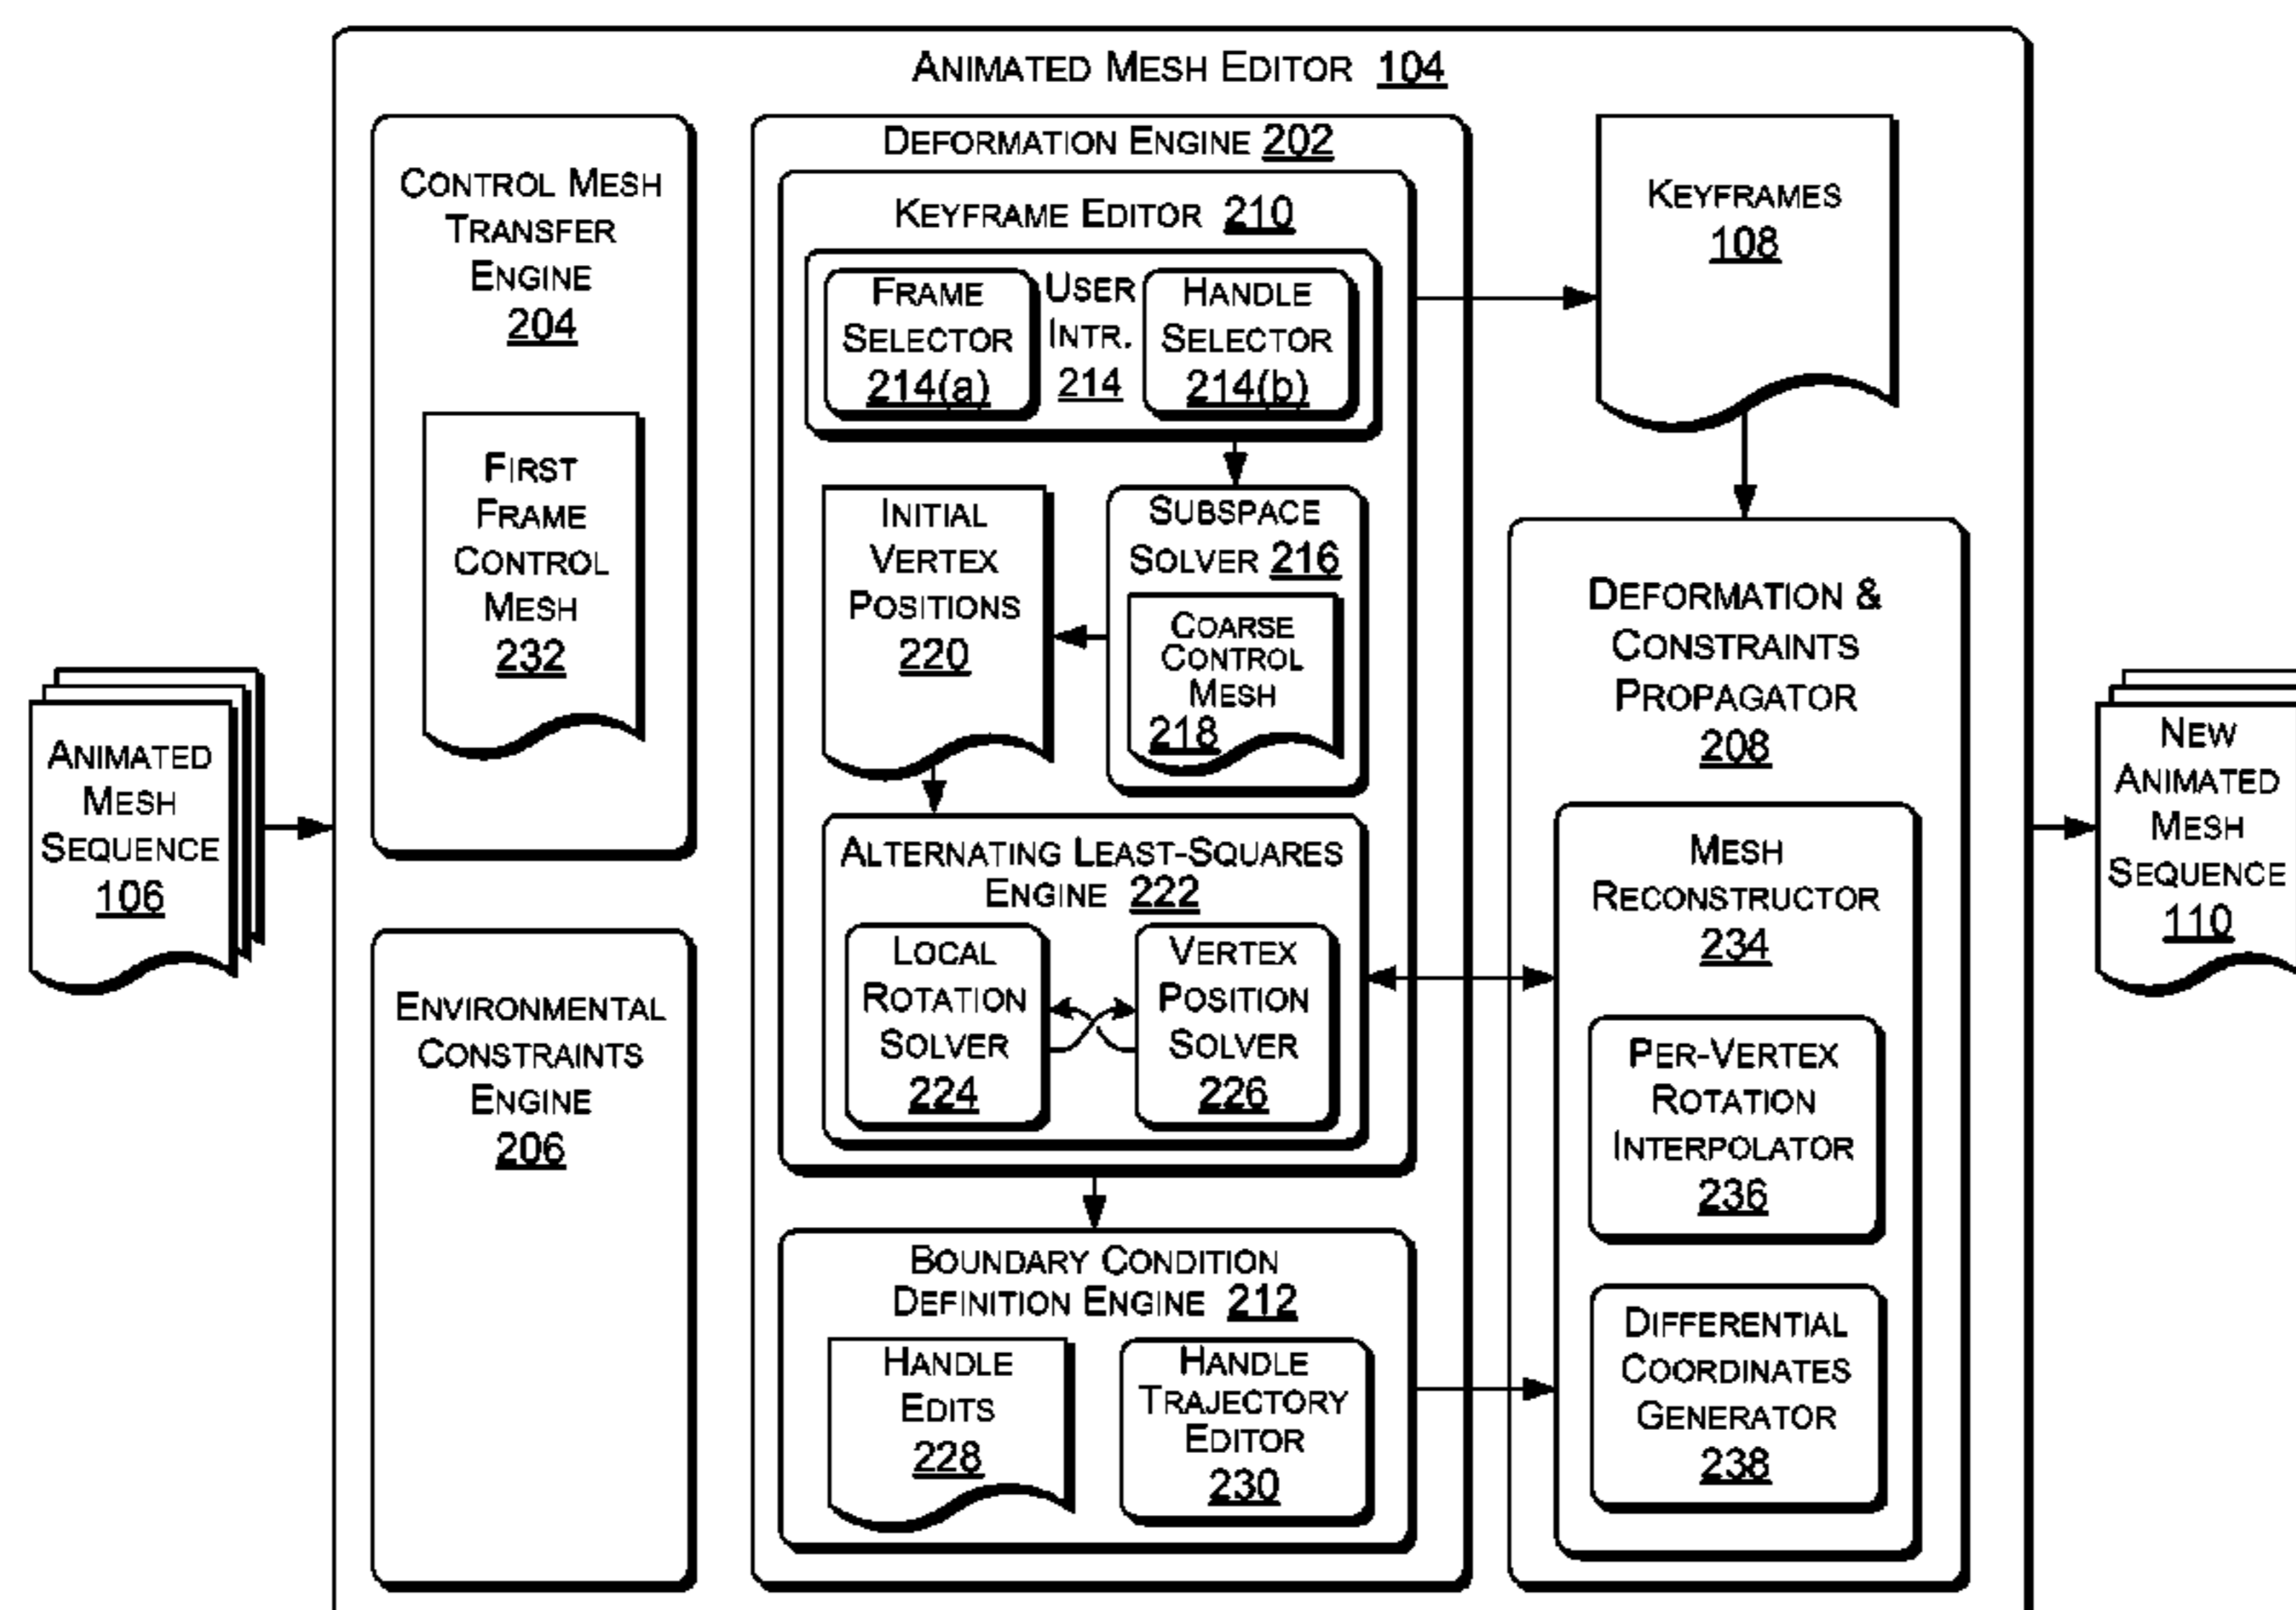 ANIMATED MESH EDITOR 104
CONTROL MESH
TRANSFER
ENGINE
204
FIRST
FRAME
CONTROL
MESH
232
ANIMATED
MESH
SEQUENCE
106
ENVIRONMENTAL
CONSTRAINTS
ENGINE
206
DEFORMATION ENGINE 202
KEYFRAME EDITOR 210
FRAME
SELECTOR
214(a)
USER
INTR.
214
HANDLE
SELECTOR
214(b)
INITIAL
VERTEX
POSITIONS
220
SUBSPACE
SOLVER 216
COARSE
CONTROL
MESH
218
ALTERNATING LEAST-SQUARES
ENGINE 222
LOCAL
ROTATION
SOLVER
224
VERTEX
POSITION
SOLVER
226
BOUNDARY CONDITION
DEFINITION ENGINE 212
HANDLE
EDITS
228
HANDLE
TRAJECTORY
EDITOR
230
KEYFRAMES
108
DEFORMATION &
CONSTRAINTS
PROPAGATOR
208
MESH
RECONSTRUCTOR
234
PER-VERTEX
ROTATION
INTERPOLATOR
236
DIFFERENTIAL
COORDINATES
GENERATOR
238
NEW
ANIMATED
MESH
SEQUENCE
110